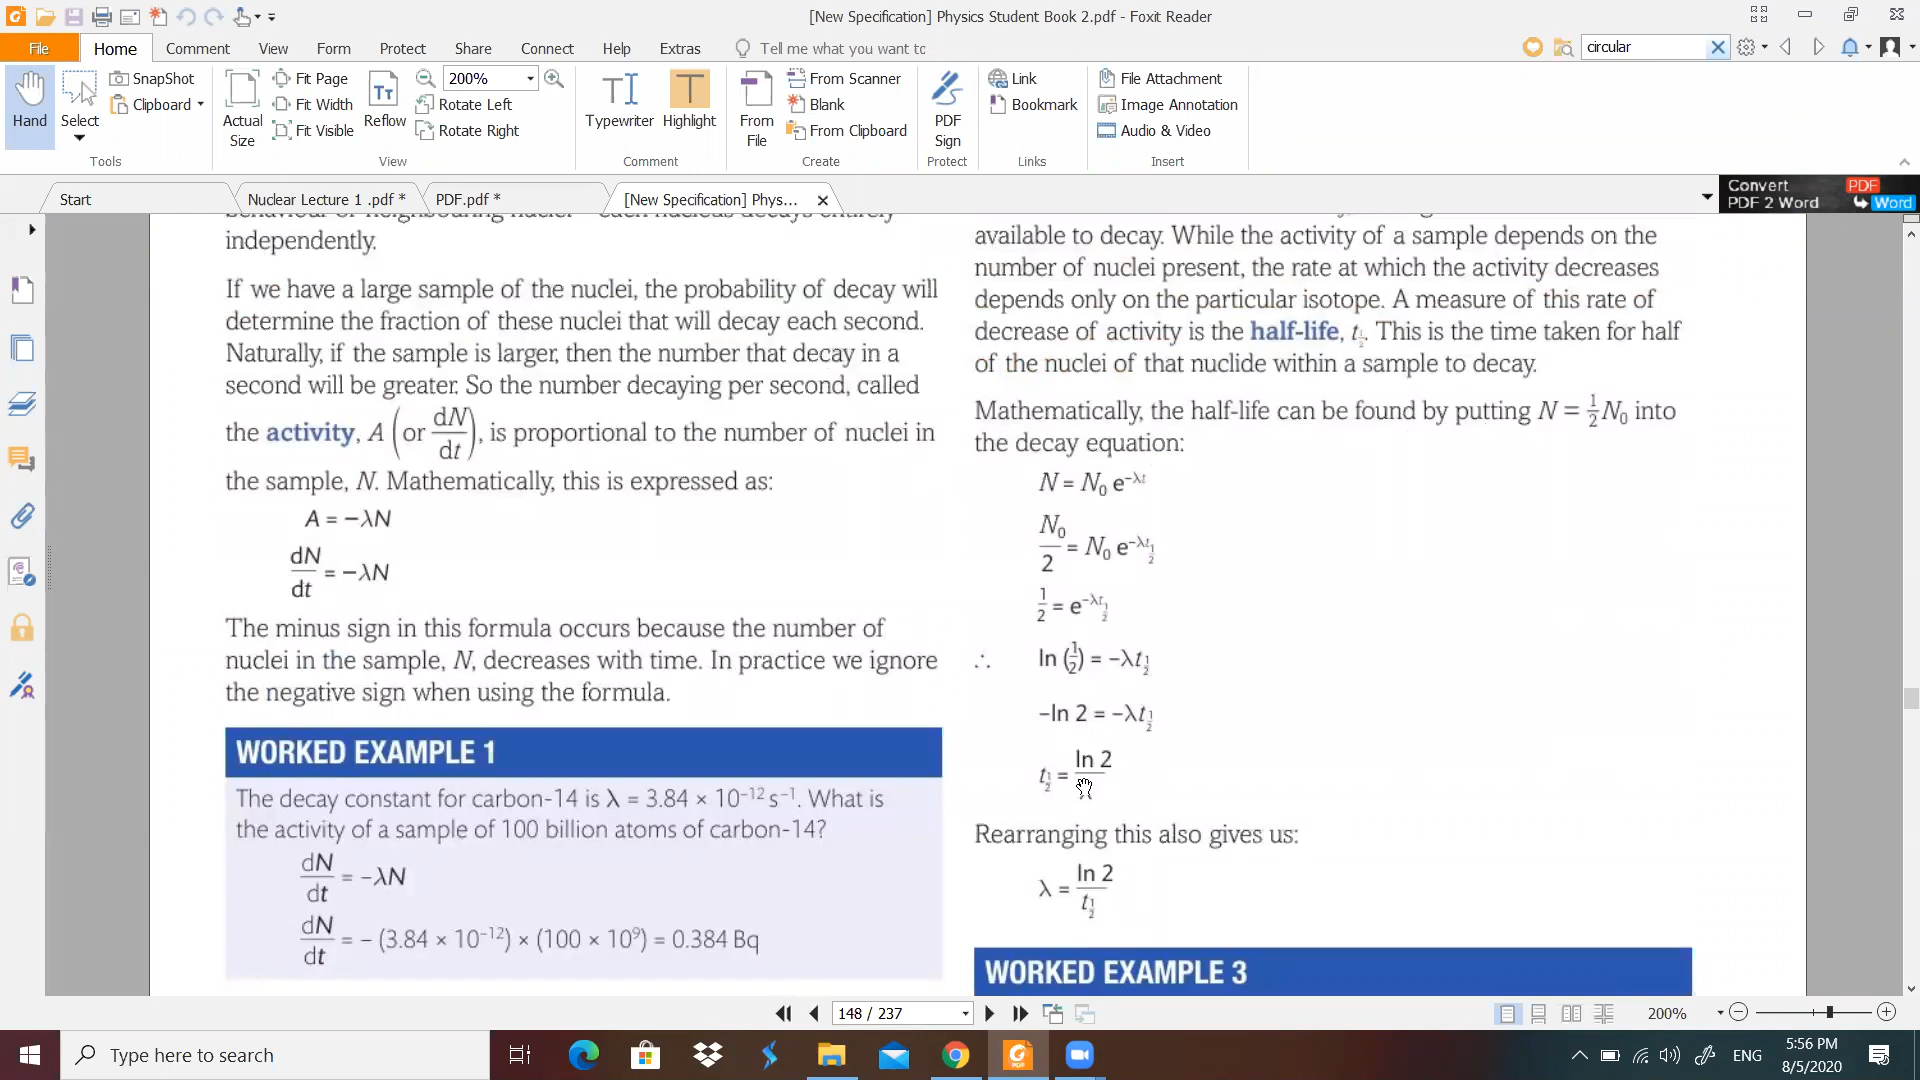 [New Specification] Physics Student Book 2.pdf - Foxit Reader
File Home Comment View Form Protect Share Connect Help Extras Tell me what you want to
circular
Hand
Select
SnapShot
Clipboard
Tools
Actual Size
Fit Page
Fit Width
Fit Visible
Reflow
200%
Rotate Left
Rotate Right
View
Typewriter
Highlight
Comment
From File
From Scanner
Blank
From Clipboard
Create
PDF Sign
Protect
Link
Bookmark
Links
File Attachment
Image Annotation
Audio & Video
Insert
Start
Nuclear Lecture 1 .pdf *
PDF.pdf *
[New Specification] Phys...
Convert PDF
PDF 2 Word Word
behaviour of neighbouring nuclei – each nucleus decays entirely
independently.
If we have a large sample of the nuclei, the probability of decay will
determine the fraction of these nuclei that will decay each second.
Naturally, if the sample is larger, then the number that decay in a
second will be greater. So the number decaying per second, called
the activity, A (or dN/dt), is proportional to the number of nuclei in
the sample, N. Mathematically, this is expressed as:
A = −λN
dN/dt = −λN
The minus sign in this formula occurs because the number of
nuclei in the sample, N, decreases with time. In practice we ignore
the negative sign when using the formula.
WORKED EXAMPLE 1
The decay constant for carbon-14 is λ = 3.84 × 10⁻¹² s⁻¹. What is
the activity of a sample of 100 billion atoms of carbon-14?
dN/dt = −λN
dN/dt = − (3.84 × 10⁻¹²) × (100 × 10⁹) = 0.384 Bq
available to decay. While the activity of a sample depends on the
number of nuclei present, the rate at which the activity decreases
depends only on the particular isotope. A measure of this rate of
decrease of activity is the half-life, t½. This is the time taken for half
of the nuclei of that nuclide within a sample to decay.
Mathematically, the half-life can be found by putting N = ½N₀ into
the decay equation:
N = N₀ e^−λt
N₀/2 = N₀ e^−λt½
½ = e^−λt½
∴ ln (½) = −λt½
−ln 2 = −λt½
t½ = ln 2/λ
Rearranging this also gives us:
λ = ln 2/t½
WORKED EXAMPLE 3
148 / 237
200%
Type here to search
ENG
5:56 PM
8/5/2020